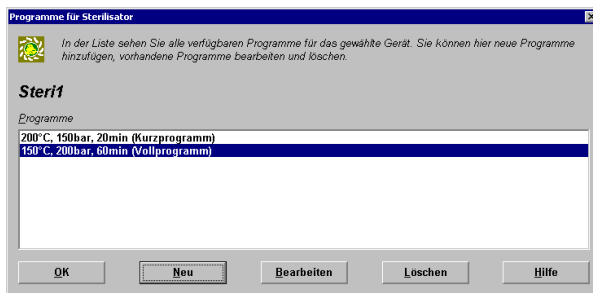 Programme für Sterilisator
In der Liste sehen Sie alle verfügbaren Programme für das gewählte Gerät. Sie können hier neue Programme
hinzufügen, vorhandene Programme bearbeiten und löschen.
Steri1
Programme
200°C, 150bar, 20min (Kurzprogramm)
150°C, 200bar, 60min (Vollprogramm)
OK Neu Bearbeiten Löschen Hilfe